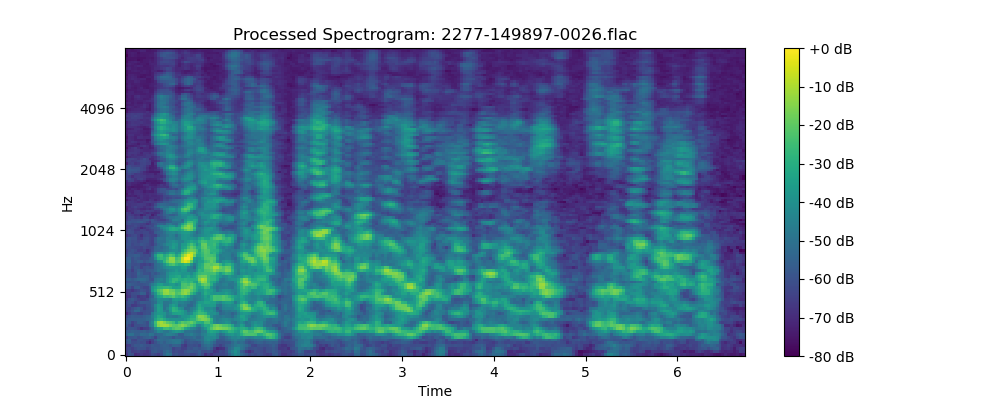 Processed Spectrogram: 2277-149897-0026.flac
Hz
4096
2048
1024
512
0
0 1 2 3 4 5 6
Time
+0 dB
-10 dB
-20 dB
-30 dB
-40 dB
-50 dB
-60 dB
-70 dB
-80 dB